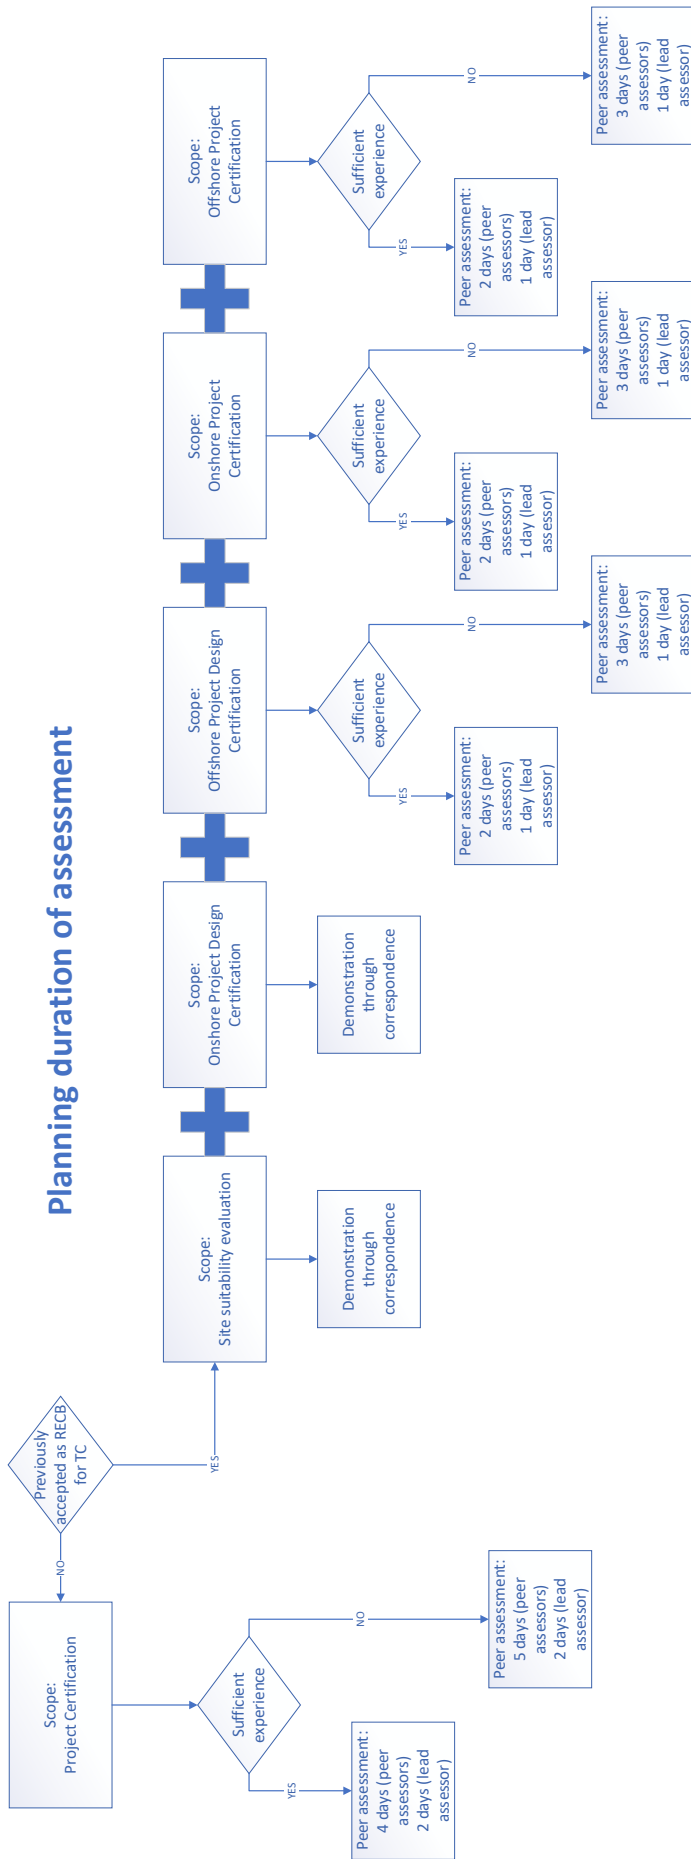 Planning duration of assessment
Previously
accepted as RECB
for TC
NO
YES
Scope:
Project Certification
Sufficient
experience
YES
NO
Peer assessment:
4 days (peer
assessors)
2 days (lead
assessor)
Peer assessment:
5 days (peer
assessors)
2 days (lead
assessor)
Scope:
Site suitability evaluation
Demonstration
through
correspondence
Scope:
Onshore Project Design
Certification
Demonstration
through
correspondence
Scope:
Offshore Project Design
Certification
Sufficient
experience
YES
NO
Peer assessment:
2 days (peer
assessors)
1 day (lead
assessor)
Peer assessment:
3 days (peer
assessors)
1 day (lead
assessor)
Scope:
Onshore Project
Certification
Sufficient
experience
YES
NO
Peer assessment:
2 days (peer
assessors)
1 day (lead
assessor)
Peer assessment:
3 days (peer
assessors)
1 day (lead
assessor)
Scope:
Offshore Project
Certification
Sufficient
experience
YES
NO
Peer assessment:
2 days (peer
assessors)
1 day (lead
assessor)
Peer assessment:
3 days (peer
assessors)
1 day (lead
assessor)